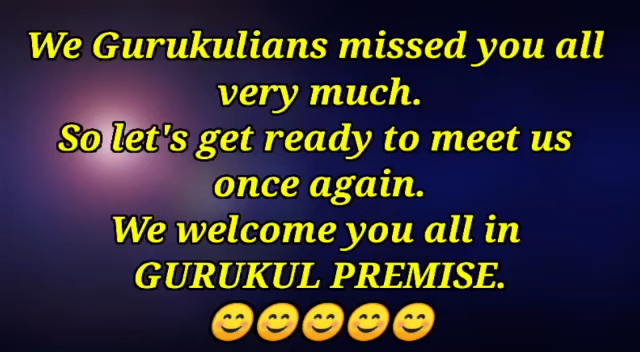 We Gurukulians missed you all
very much.
So let's get ready to meet us
once again.
We welcome you all in
GURUKUL PREMISE.
😊😊😊😊😊